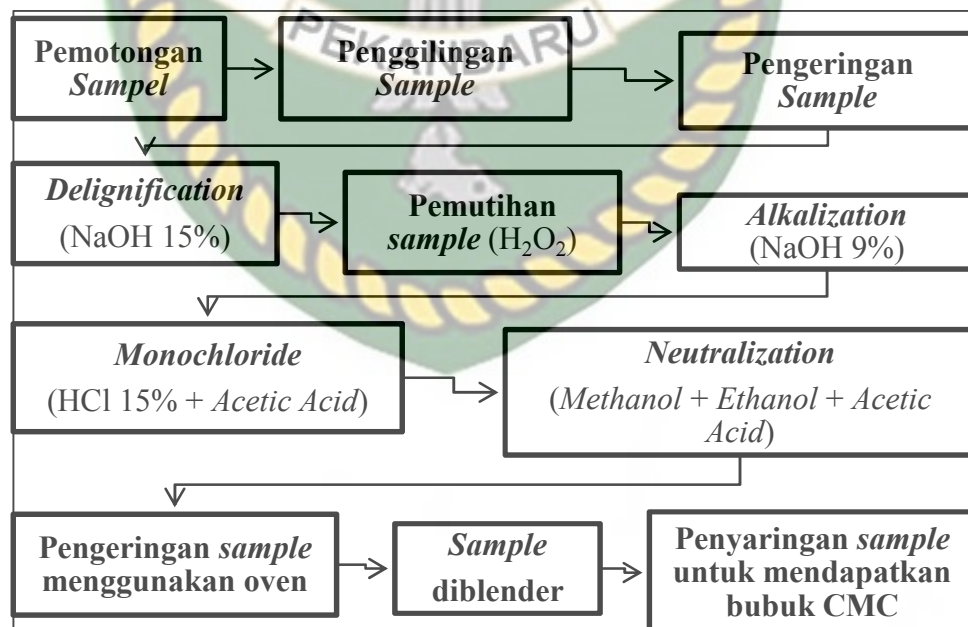 PEKANBARU
Pemotongan
Sampel
Penggilingan
Sample
Pengeringan
Sample
Delignification
(NaOH 15%)
Pemutihan
sample (H₂O₂)
Alkalization
(NaOH 9%)
Monochloride
(HCl 15% + Acetic Acid)
Neutralization
(Methanol + Ethanol + Acetic
Acid)
Pengeringan sample
menggunakan oven
Sample
diblender
Penyaringan sample
untuk mendapatkan
bubuk CMC